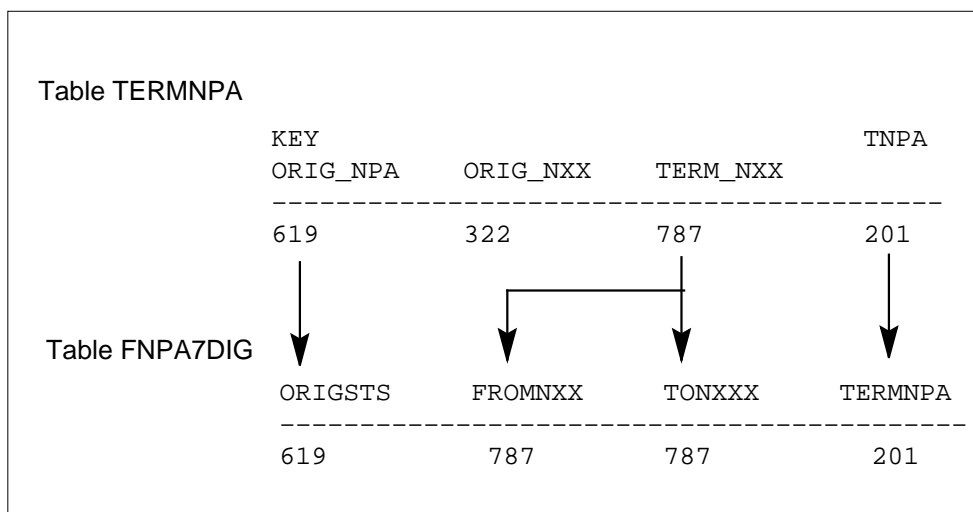 Table TERMNPA
KEY TNPA
ORIG_NPA ORIG_NXX TERM_NXX
619 322 787 201
Table FNPA7DIG
ORIGSTS FROMNXX TONXXX TERMNPA
619 787 787 201